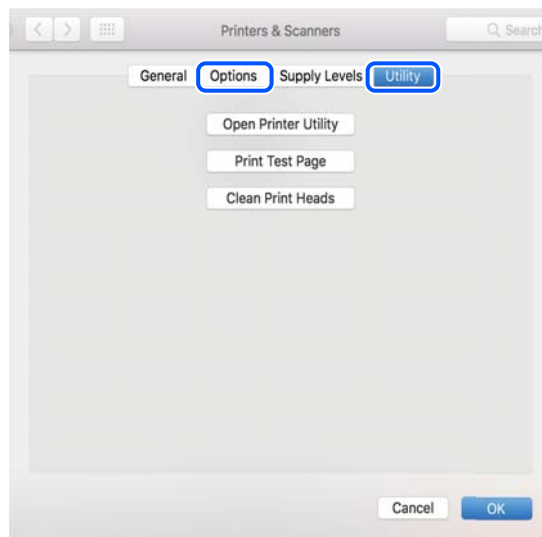 Printers & Scanners
Search
General Options Supply Levels Utility
Open Printer Utility
Print Test Page
Clean Print Heads
Cancel OK